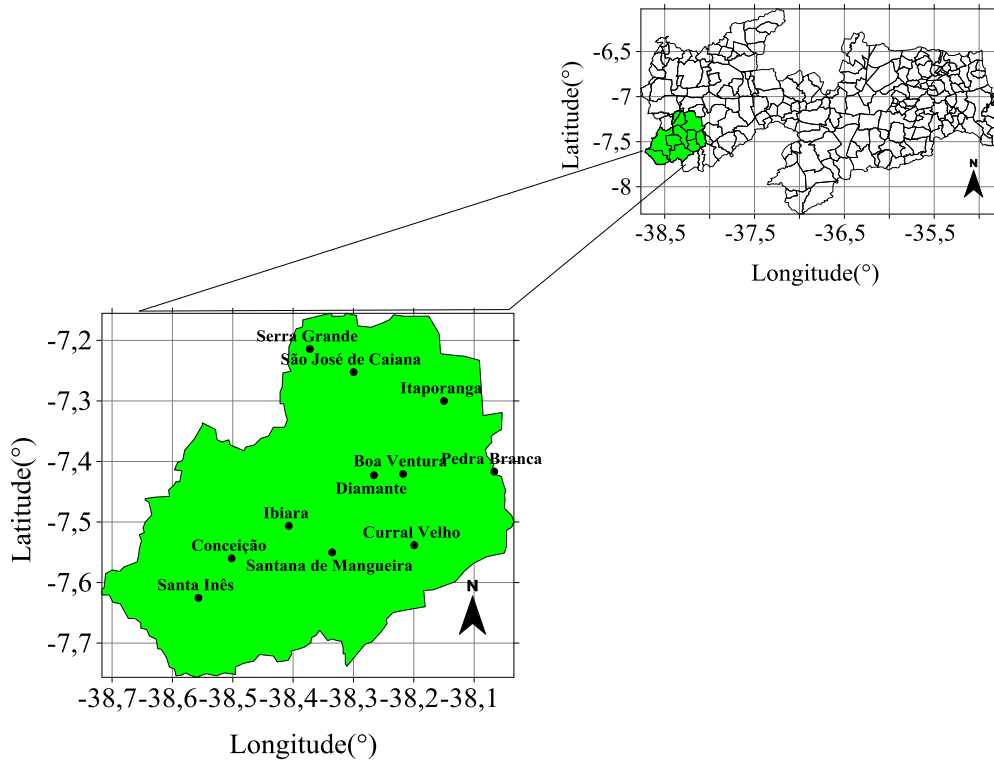 -6,5
-7
-7,5
-8
Latitude(°)
N
-38,5
-37,5
-36,5
-35,5
Longitude(°)
-7,2
-7,3
-7,4
-7,5
-7,6
-7,7
Latitude(°)
Serra Grande
São José de Caiana
Itaporanga
Boa Ventura
Pedra Branca
Diamante
Ibiara
Curral Velho
Conceição
Santana de Mangueira
Santa Inês
N
-38,7
-38,6
-38,5
-38,4
-38,3
-38,2
-38,1
Longitude(°)